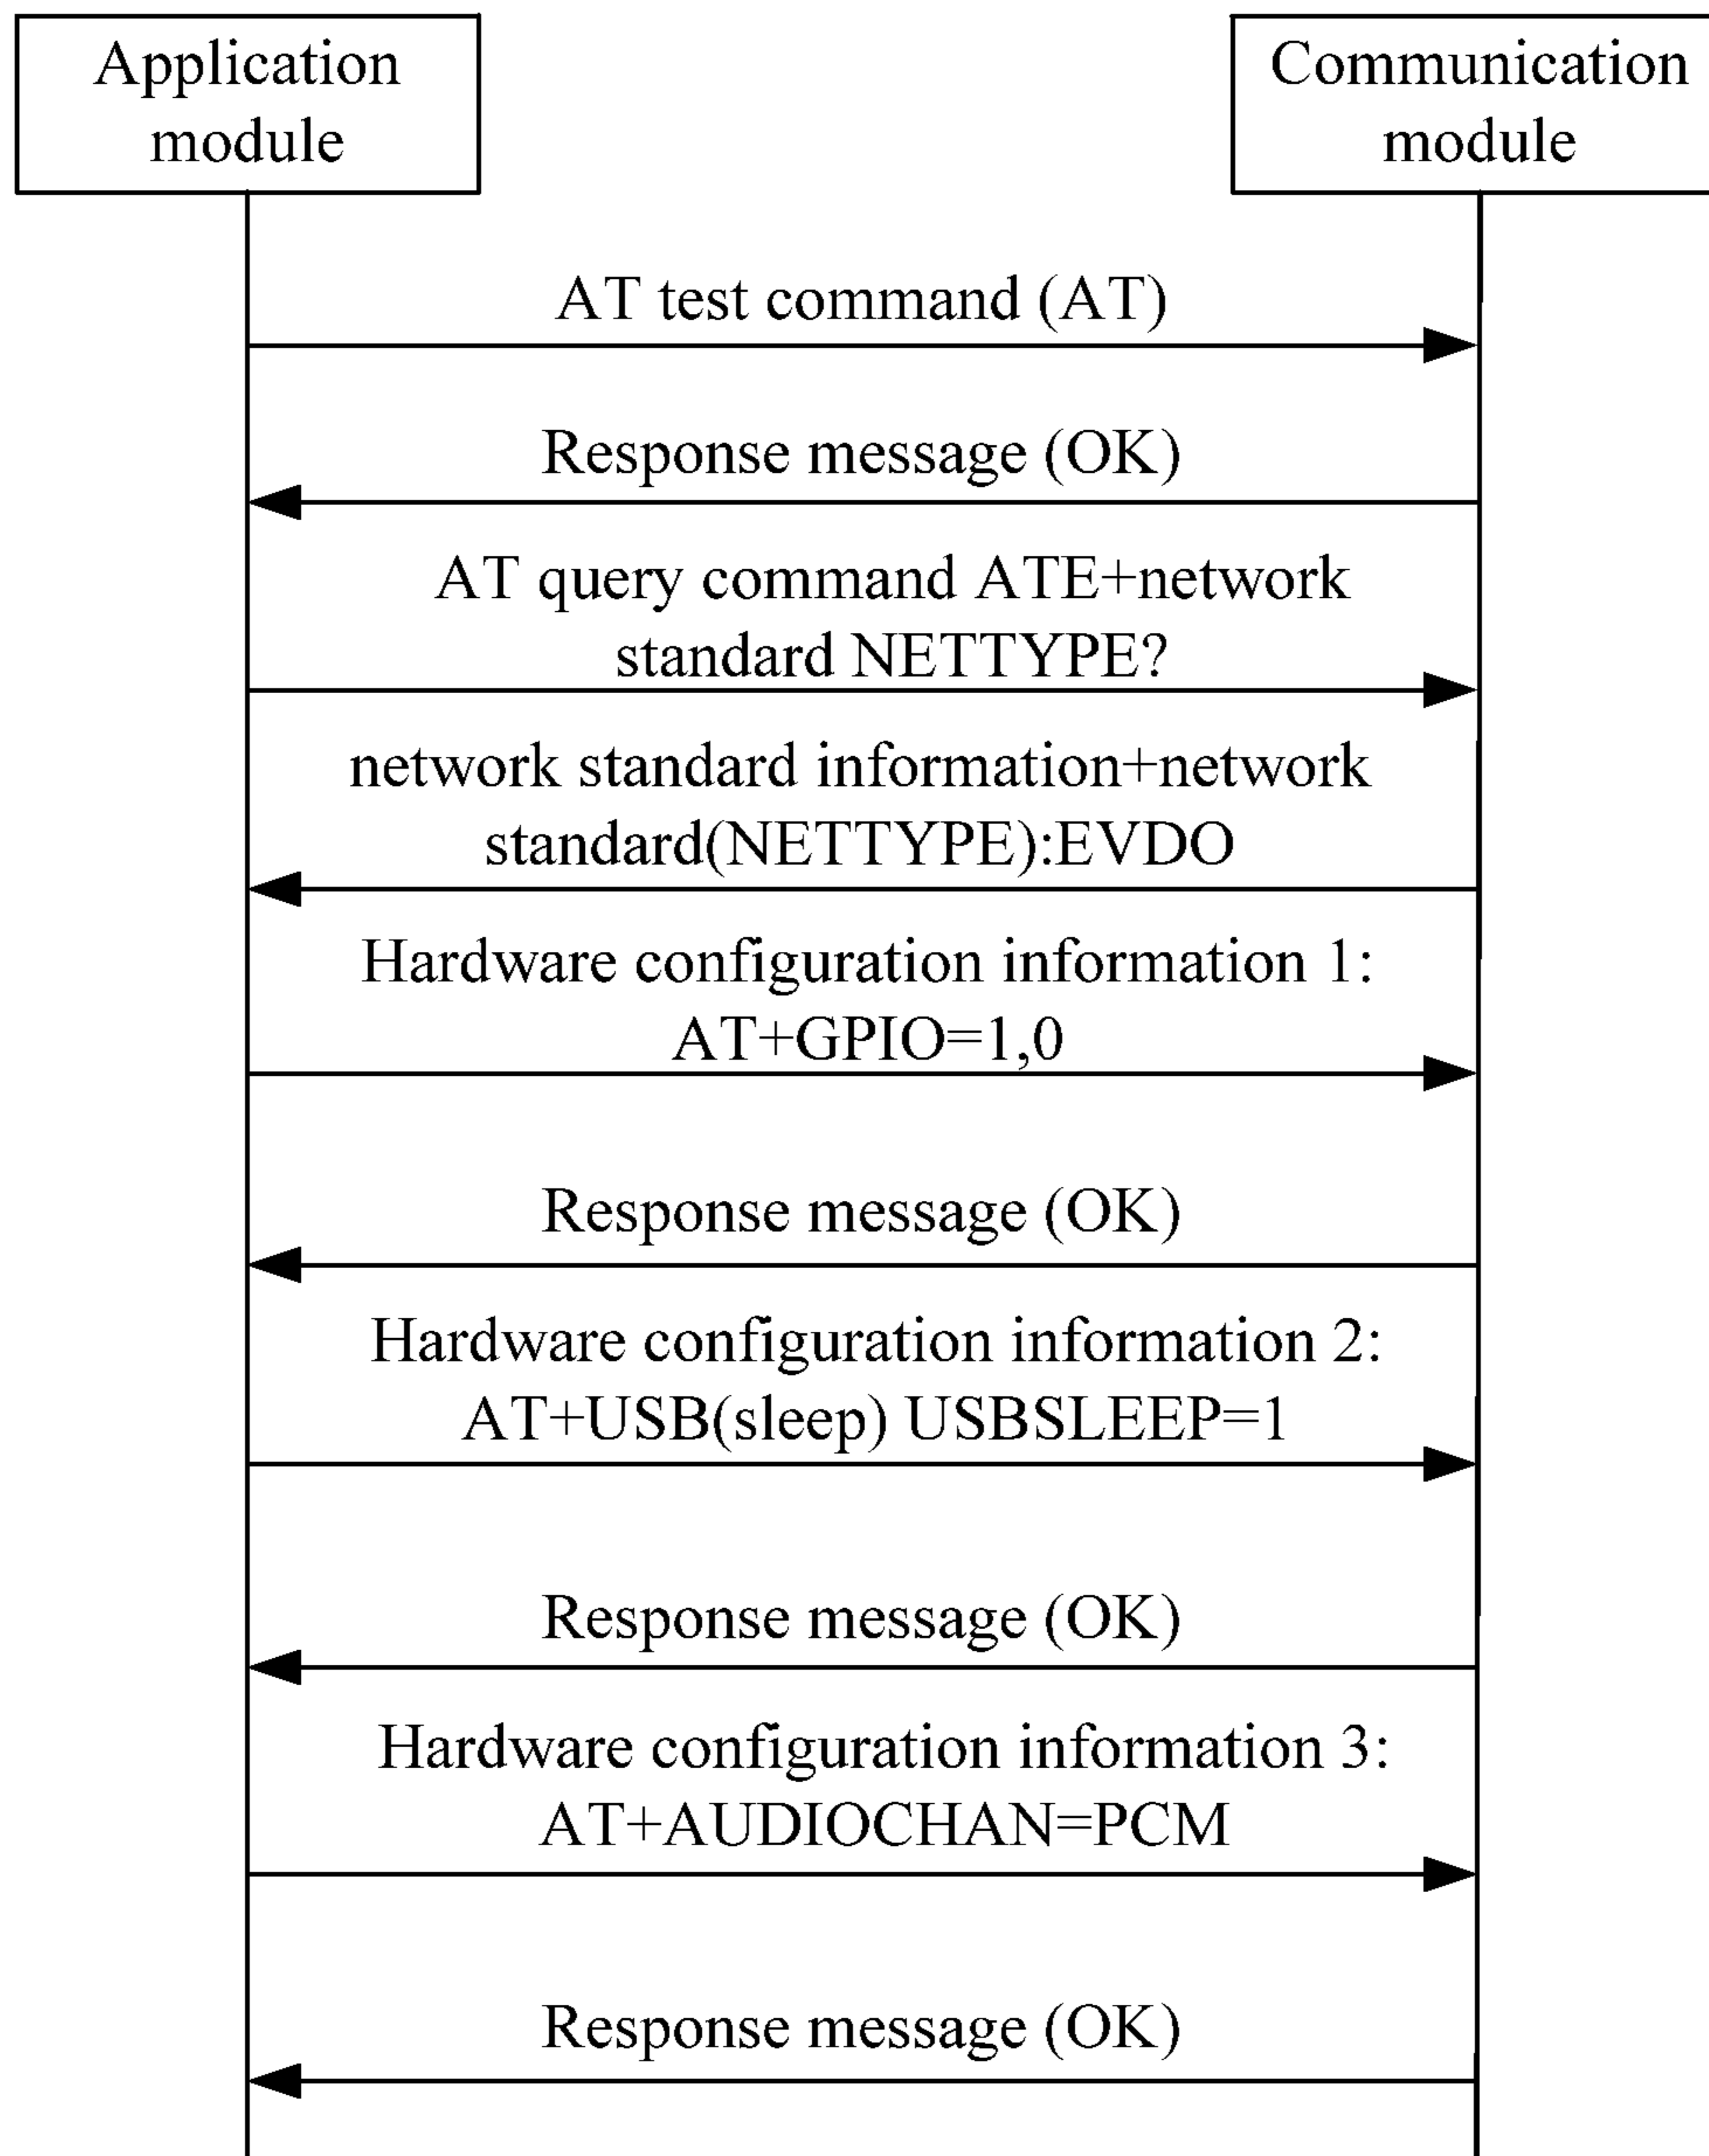 Application
module
Communication
module
AT test command (AT)
Response message (OK)
AT query command ATE+network
standard NETTYPE?
network standard information+network
standard(NETTYPE):EVDO
Hardware configuration information 1:
AT+GPIO=1,0
Response message (OK)
Hardware configuration information 2:
AT+USB(sleep) USBSLEEP=1
Response message (OK)
Hardware configuration information 3:
AT+AUDIOCHAN=PCM
Response message (OK)